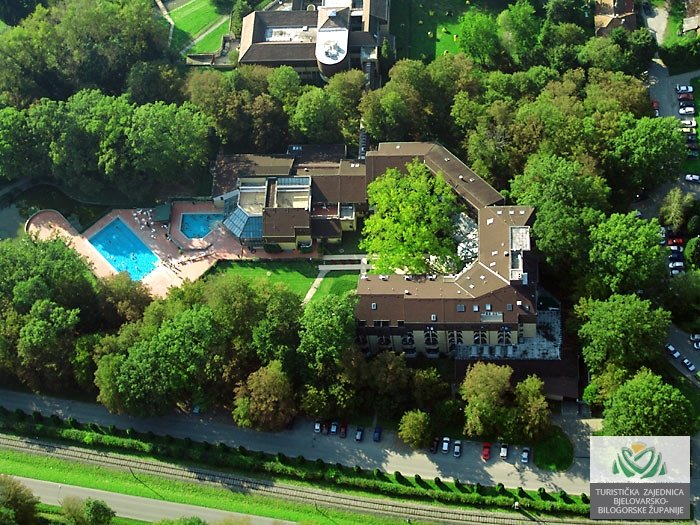 TURISTIČKA ZAJEDNICA
BJELOVARSKO-
BILOGORSKE ŽUPANIJE